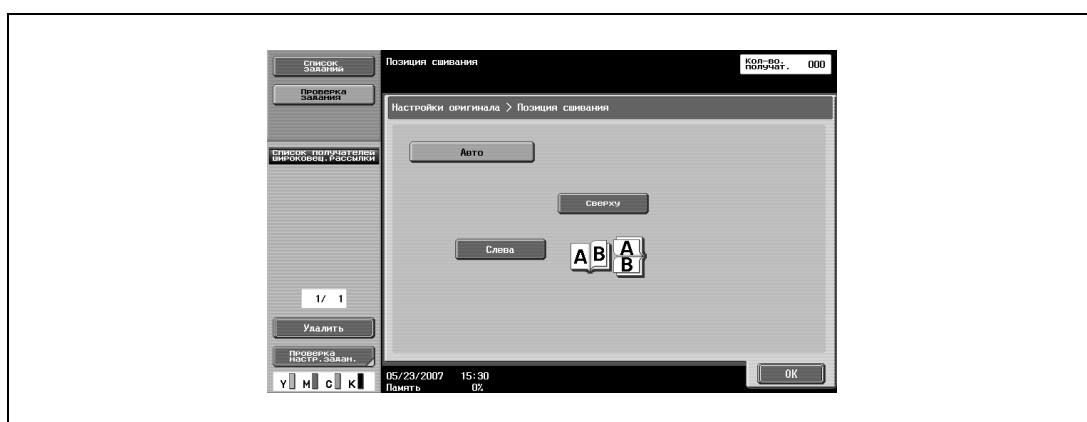 Список
заданий
Позиция сшивания
Кол-во.
получат. 000
Проверка
задания
Настройки оригинала > Позиция сшивания
Список получателей
широковещ.рассылки
Авто
Сверху
Слева
A B
A
B
1/ 1
Удалить
Проверка
настр.задан.
Y M C K
05/23/2007 15:30
Память 0%
OK